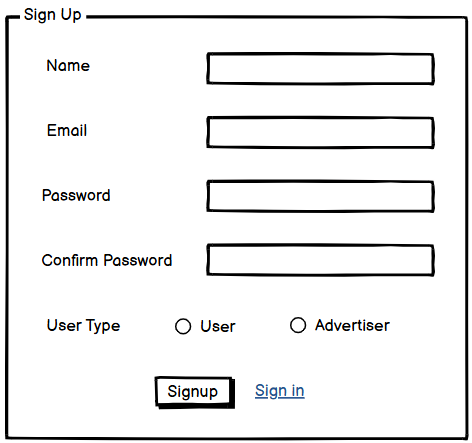 Sign Up
Name
Email
Password
Confirm Password
User Type User Advertiser
Signup Sign in